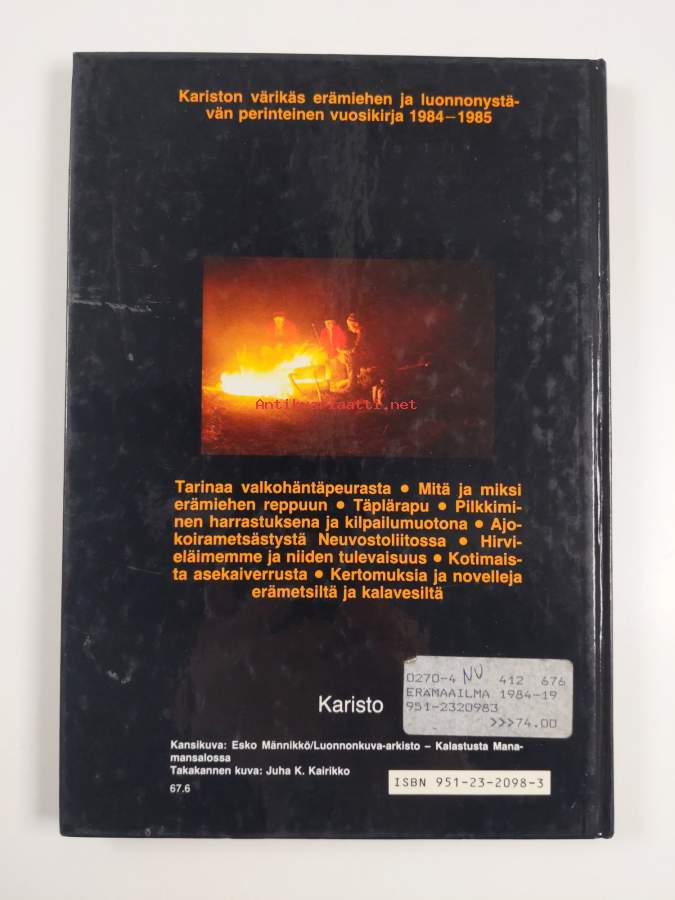 Kariston värikäs erämiehen ja luonnonystä-
vän perinteinen vuosikirja 1984–1985
Antikvariaatti.net
Tarinaa valkohäntäpeurasta • Mitä ja miksi
erämiehen reppuun • Täplärapu • Pilkkimi-
nen harrastuksena ja kilpailumuotona • Ajo-
koirametsästystä Neuvostoliitossa • Hirvi-
eläimemme ja niiden tulevaisuus • Kotimais-
ta asekaiverrusta • Kertomuksia ja novelleja
erämetsiltä ja kalavesiltä
Karisto
0270-4 NV 412 676
ERÄMAAILMA 1984-19
951-2320983
>>>74.00
Kansikuva: Esko Männikkö/Luonnonkuva-arkisto – Kalastusta Mana-
mansalossa
Takakannen kuva: Juha K. Kairikko
67.6
ISBN 951-23-2098-3